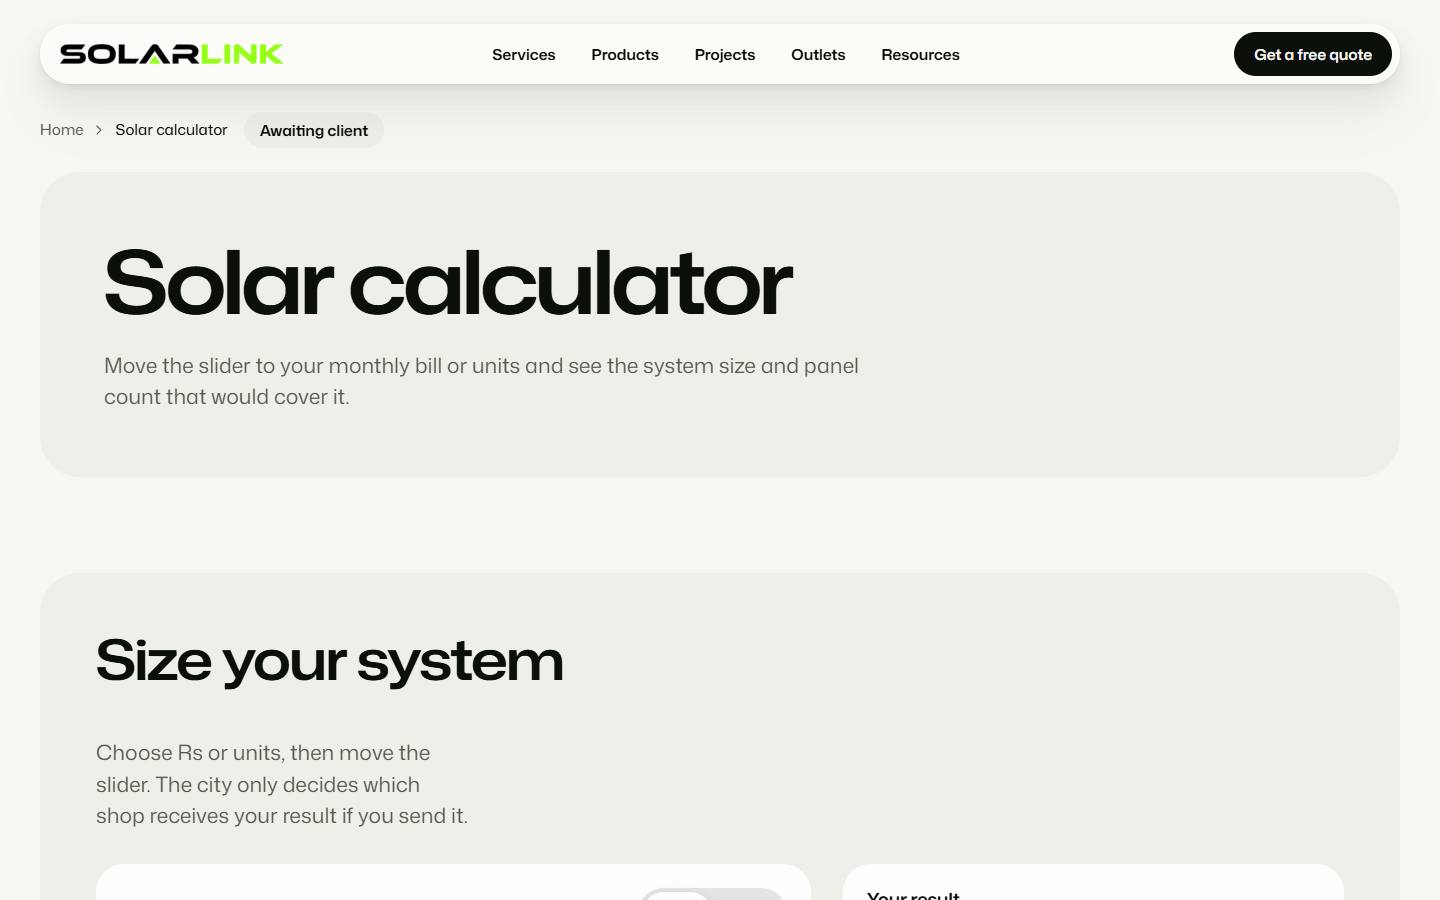 SOLARLINK
Services
Products
Projects
Outlets
Resources
Get a free quote
Home
Solar calculator
Awaiting client
Solar calculator
Move the slider to your monthly bill or units and see the system size and panel
count that would cover it.
Size your system
Choose Rs or units, then move the
slider. The city only decides which
shop receives your result if you send it.
Your result